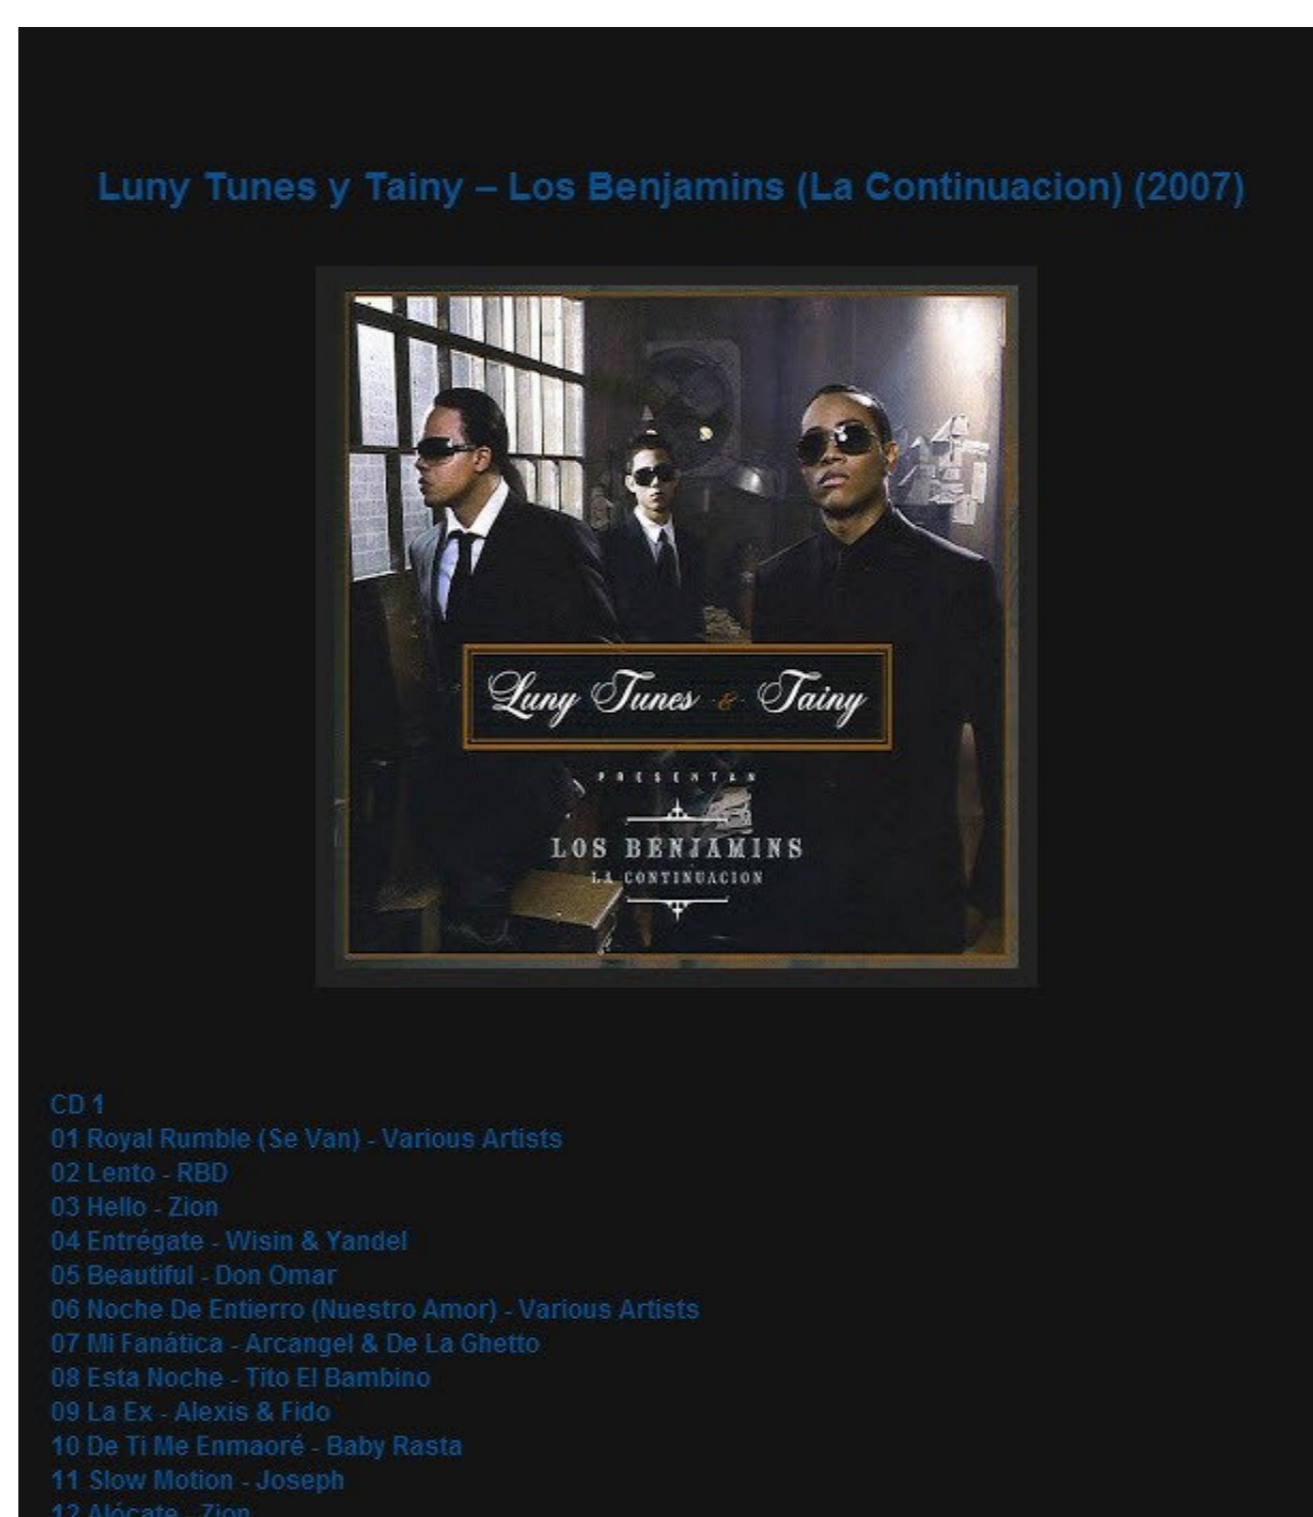 Luny Tunes y Tainy – Los Benjamins (La Continuacion) (2007)
Luny Tunes & Tainy
PRESENTAN
LOS BENJAMINS
LA CONTINUACION
CD 1
01 Royal Rumble (Se Van) - Various Artists
02 Lento - RBD
03 Hello - Zion
04 Entrégate - Wisin & Yandel
05 Beautiful - Don Omar
06 Noche De Entierro (Nuestro Amor) - Various Artists
07 Mi Fanática - Arcangel & De La Ghetto
08 Esta Noche - Tito El Bambino
09 La Ex - Alexis & Fido
10 De Ti Me Enmaoré - Baby Rasta
11 Slow Motion - Joseph
12 Alócate - Zion